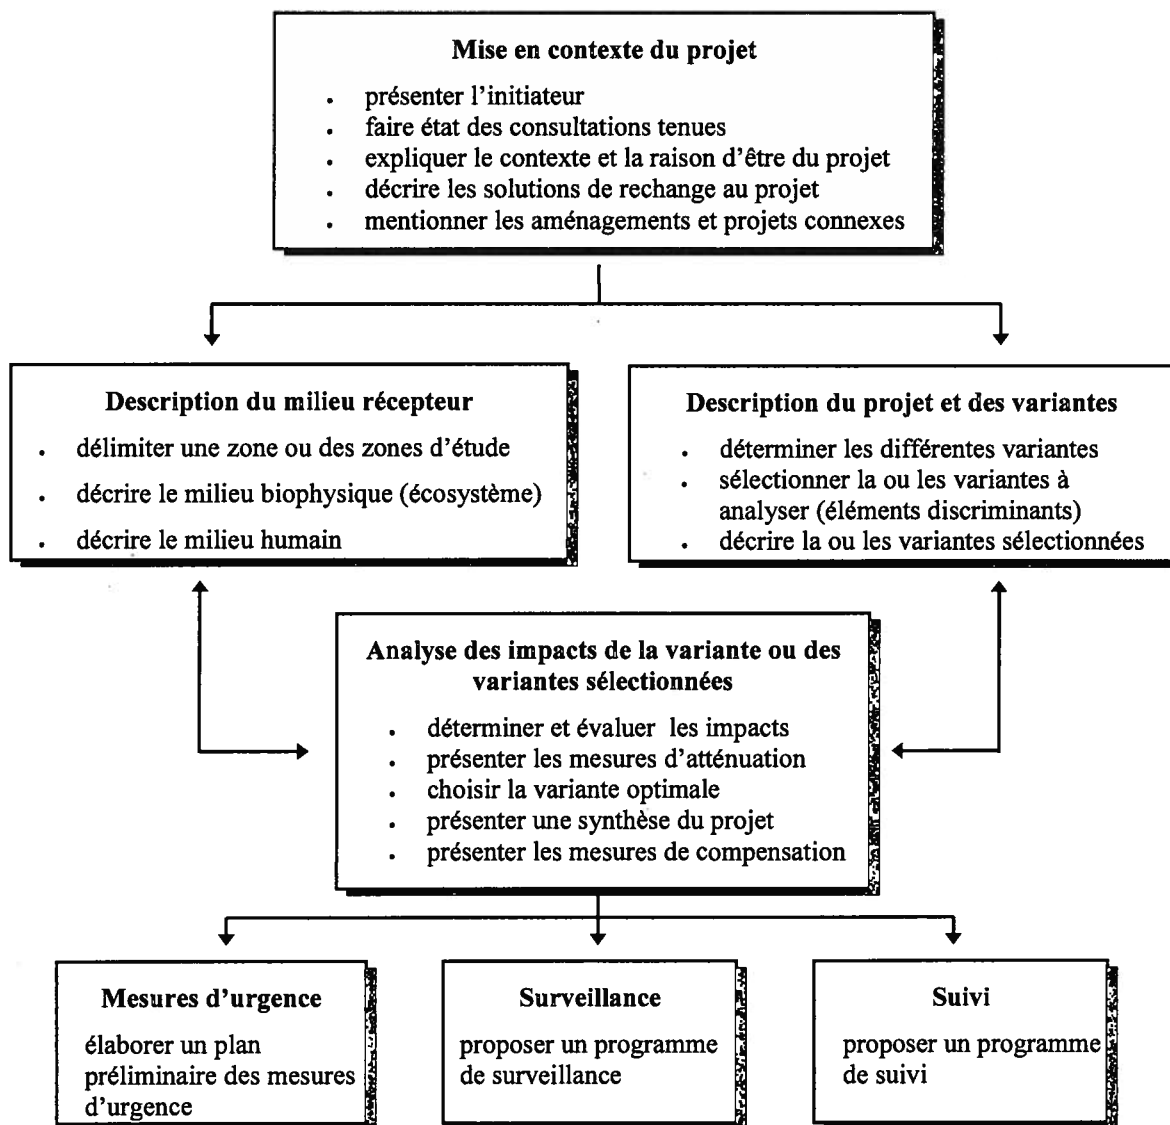 Mise en contexte du projet
• présenter l'initiateur
• faire état des consultations tenues
• expliquer le contexte et la raison d'être du projet
• décrire les solutions de rechange au projet
• mentionner les aménagements et projets connexes
Description du milieu récepteur
• délimiter une zone ou des zones d'étude
• décrire le milieu biophysique (écosystème)
• décrire le milieu humain
Description du projet et des variantes
• déterminer les différentes variantes
• sélectionner la ou les variantes à
analyser (éléments discriminants)
• décrire la ou les variantes sélectionnées
Analyse des impacts de la variante ou des
variantes sélectionnées
• déterminer et évaluer les impacts
• présenter les mesures d'atténuation
• choisir la variante optimale
• présenter une synthèse du projet
• présenter les mesures de compensation
Mesures d'urgence
élaborer un plan
préliminaire des mesures
d'urgence
Surveillance
proposer un programme
de surveillance
Suivi
proposer un programme
de suivi